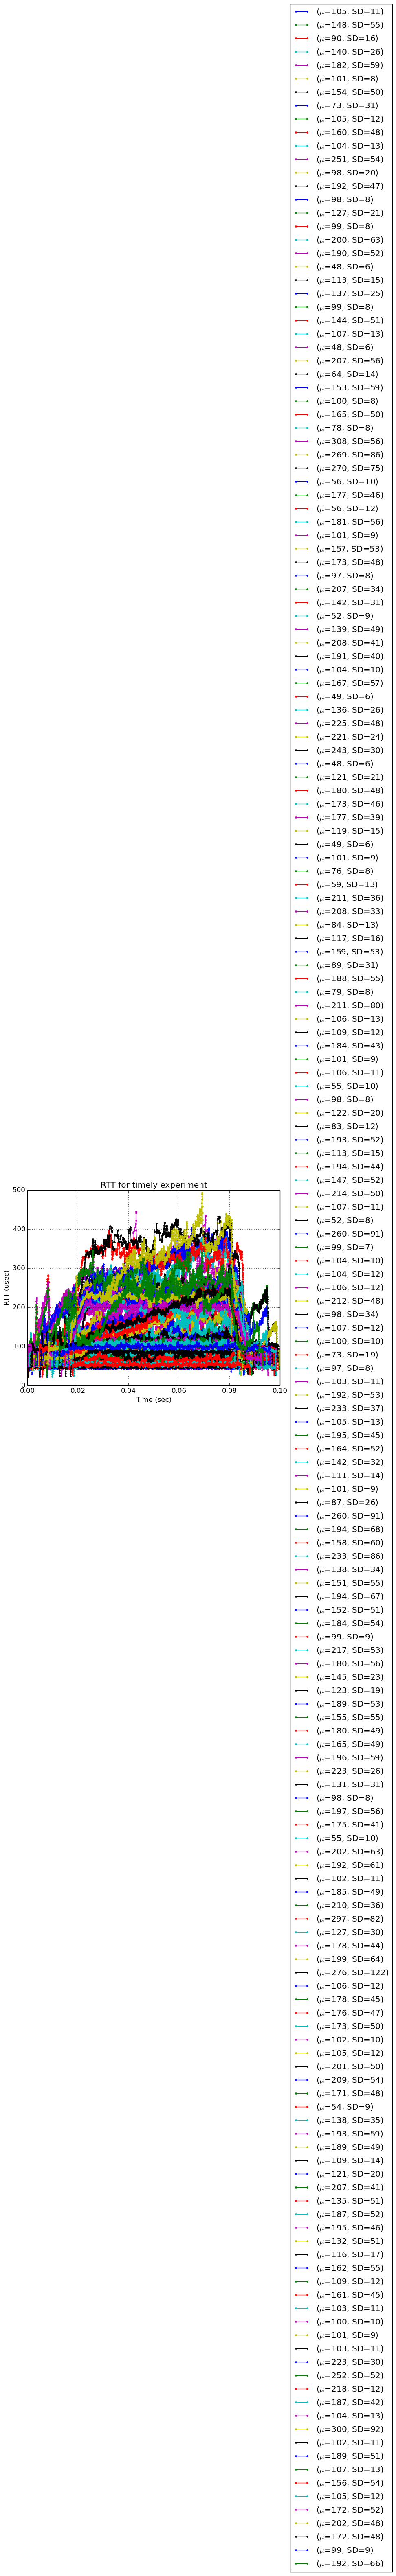 RTT for timely experiment
RTT (usec)
500
400
300
200
100
0
0.00 0.02 0.04 0.06 0.08 0.10
Time (sec)
(μ=105, SD=11)
(μ=148, SD=55)
(μ=90, SD=16)
(μ=140, SD=26)
(μ=182, SD=59)
(μ=101, SD=8)
(μ=154, SD=50)
(μ=73, SD=31)
(μ=105, SD=12)
(μ=160, SD=48)
(μ=104, SD=13)
(μ=251, SD=54)
(μ=98, SD=20)
(μ=192, SD=47)
(μ=98, SD=8)
(μ=127, SD=21)
(μ=99, SD=8)
(μ=200, SD=63)
(μ=190, SD=52)
(μ=48, SD=6)
(μ=113, SD=15)
(μ=137, SD=25)
(μ=99, SD=8)
(μ=144, SD=51)
(μ=107, SD=13)
(μ=48, SD=6)
(μ=207, SD=56)
(μ=64, SD=14)
(μ=153, SD=59)
(μ=100, SD=8)
(μ=165, SD=50)
(μ=78, SD=8)
(μ=308, SD=56)
(μ=269, SD=86)
(μ=270, SD=75)
(μ=56, SD=10)
(μ=177, SD=46)
(μ=56, SD=12)
(μ=181, SD=56)
(μ=101, SD=9)
(μ=157, SD=53)
(μ=173, SD=48)
(μ=97, SD=8)
(μ=207, SD=34)
(μ=142, SD=31)
(μ=52, SD=9)
(μ=139, SD=49)
(μ=208, SD=41)
(μ=191, SD=40)
(μ=104, SD=10)
(μ=167, SD=57)
(μ=49, SD=6)
(μ=136, SD=26)
(μ=225, SD=48)
(μ=221, SD=24)
(μ=243, SD=30)
(μ=48, SD=6)
(μ=121, SD=21)
(μ=180, SD=48)
(μ=173, SD=46)
(μ=177, SD=39)
(μ=119, SD=15)
(μ=49, SD=6)
(μ=101, SD=9)
(μ=76, SD=8)
(μ=59, SD=13)
(μ=211, SD=36)
(μ=208, SD=33)
(μ=84, SD=13)
(μ=117, SD=16)
(μ=159, SD=53)
(μ=89, SD=31)
(μ=188, SD=55)
(μ=79, SD=8)
(μ=211, SD=80)
(μ=106, SD=13)
(μ=109, SD=12)
(μ=184, SD=43)
(μ=101, SD=9)
(μ=106, SD=11)
(μ=55, SD=10)
(μ=98, SD=8)
(μ=122, SD=20)
(μ=83, SD=12)
(μ=193, SD=52)
(μ=113, SD=15)
(μ=194, SD=44)
(μ=147, SD=52)
(μ=214, SD=50)
(μ=107, SD=11)
(μ=52, SD=8)
(μ=260, SD=91)
(μ=99, SD=7)
(μ=104, SD=10)
(μ=104, SD=12)
(μ=106, SD=12)
(μ=212, SD=48)
(μ=98, SD=34)
(μ=107, SD=12)
(μ=100, SD=10)
(μ=73, SD=19)
(μ=97, SD=8)
(μ=103, SD=11)
(μ=192, SD=53)
(μ=233, SD=37)
(μ=105, SD=13)
(μ=195, SD=45)
(μ=164, SD=52)
(μ=142, SD=32)
(μ=111, SD=14)
(μ=101, SD=9)
(μ=87, SD=26)
(μ=260, SD=91)
(μ=194, SD=68)
(μ=158, SD=60)
(μ=233, SD=86)
(μ=138, SD=34)
(μ=151, SD=55)
(μ=194, SD=67)
(μ=152, SD=51)
(μ=184, SD=54)
(μ=99, SD=9)
(μ=217, SD=53)
(μ=180, SD=56)
(μ=145, SD=23)
(μ=123, SD=19)
(μ=189, SD=53)
(μ=155, SD=55)
(μ=180, SD=49)
(μ=165, SD=49)
(μ=196, SD=59)
(μ=223, SD=26)
(μ=131, SD=31)
(μ=98, SD=8)
(μ=197, SD=56)
(μ=175, SD=41)
(μ=55, SD=10)
(μ=202, SD=63)
(μ=192, SD=61)
(μ=102, SD=11)
(μ=185, SD=49)
(μ=210, SD=36)
(μ=297, SD=82)
(μ=127, SD=30)
(μ=178, SD=44)
(μ=199, SD=64)
(μ=276, SD=122)
(μ=106, SD=12)
(μ=178, SD=45)
(μ=176, SD=47)
(μ=173, SD=50)
(μ=102, SD=10)
(μ=105, SD=12)
(μ=201, SD=50)
(μ=209, SD=54)
(μ=171, SD=48)
(μ=54, SD=9)
(μ=138, SD=35)
(μ=193, SD=59)
(μ=189, SD=49)
(μ=109, SD=14)
(μ=121, SD=20)
(μ=207, SD=41)
(μ=135, SD=51)
(μ=187, SD=52)
(μ=195, SD=46)
(μ=132, SD=51)
(μ=116, SD=17)
(μ=162, SD=55)
(μ=109, SD=12)
(μ=161, SD=45)
(μ=103, SD=11)
(μ=100, SD=10)
(μ=101, SD=9)
(μ=103, SD=11)
(μ=223, SD=30)
(μ=252, SD=52)
(μ=218, SD=12)
(μ=187, SD=42)
(μ=104, SD=13)
(μ=300, SD=92)
(μ=102, SD=11)
(μ=189, SD=51)
(μ=107, SD=13)
(μ=156, SD=54)
(μ=105, SD=12)
(μ=172, SD=52)
(μ=202, SD=48)
(μ=172, SD=48)
(μ=99, SD=9)
(μ=192, SD=66)